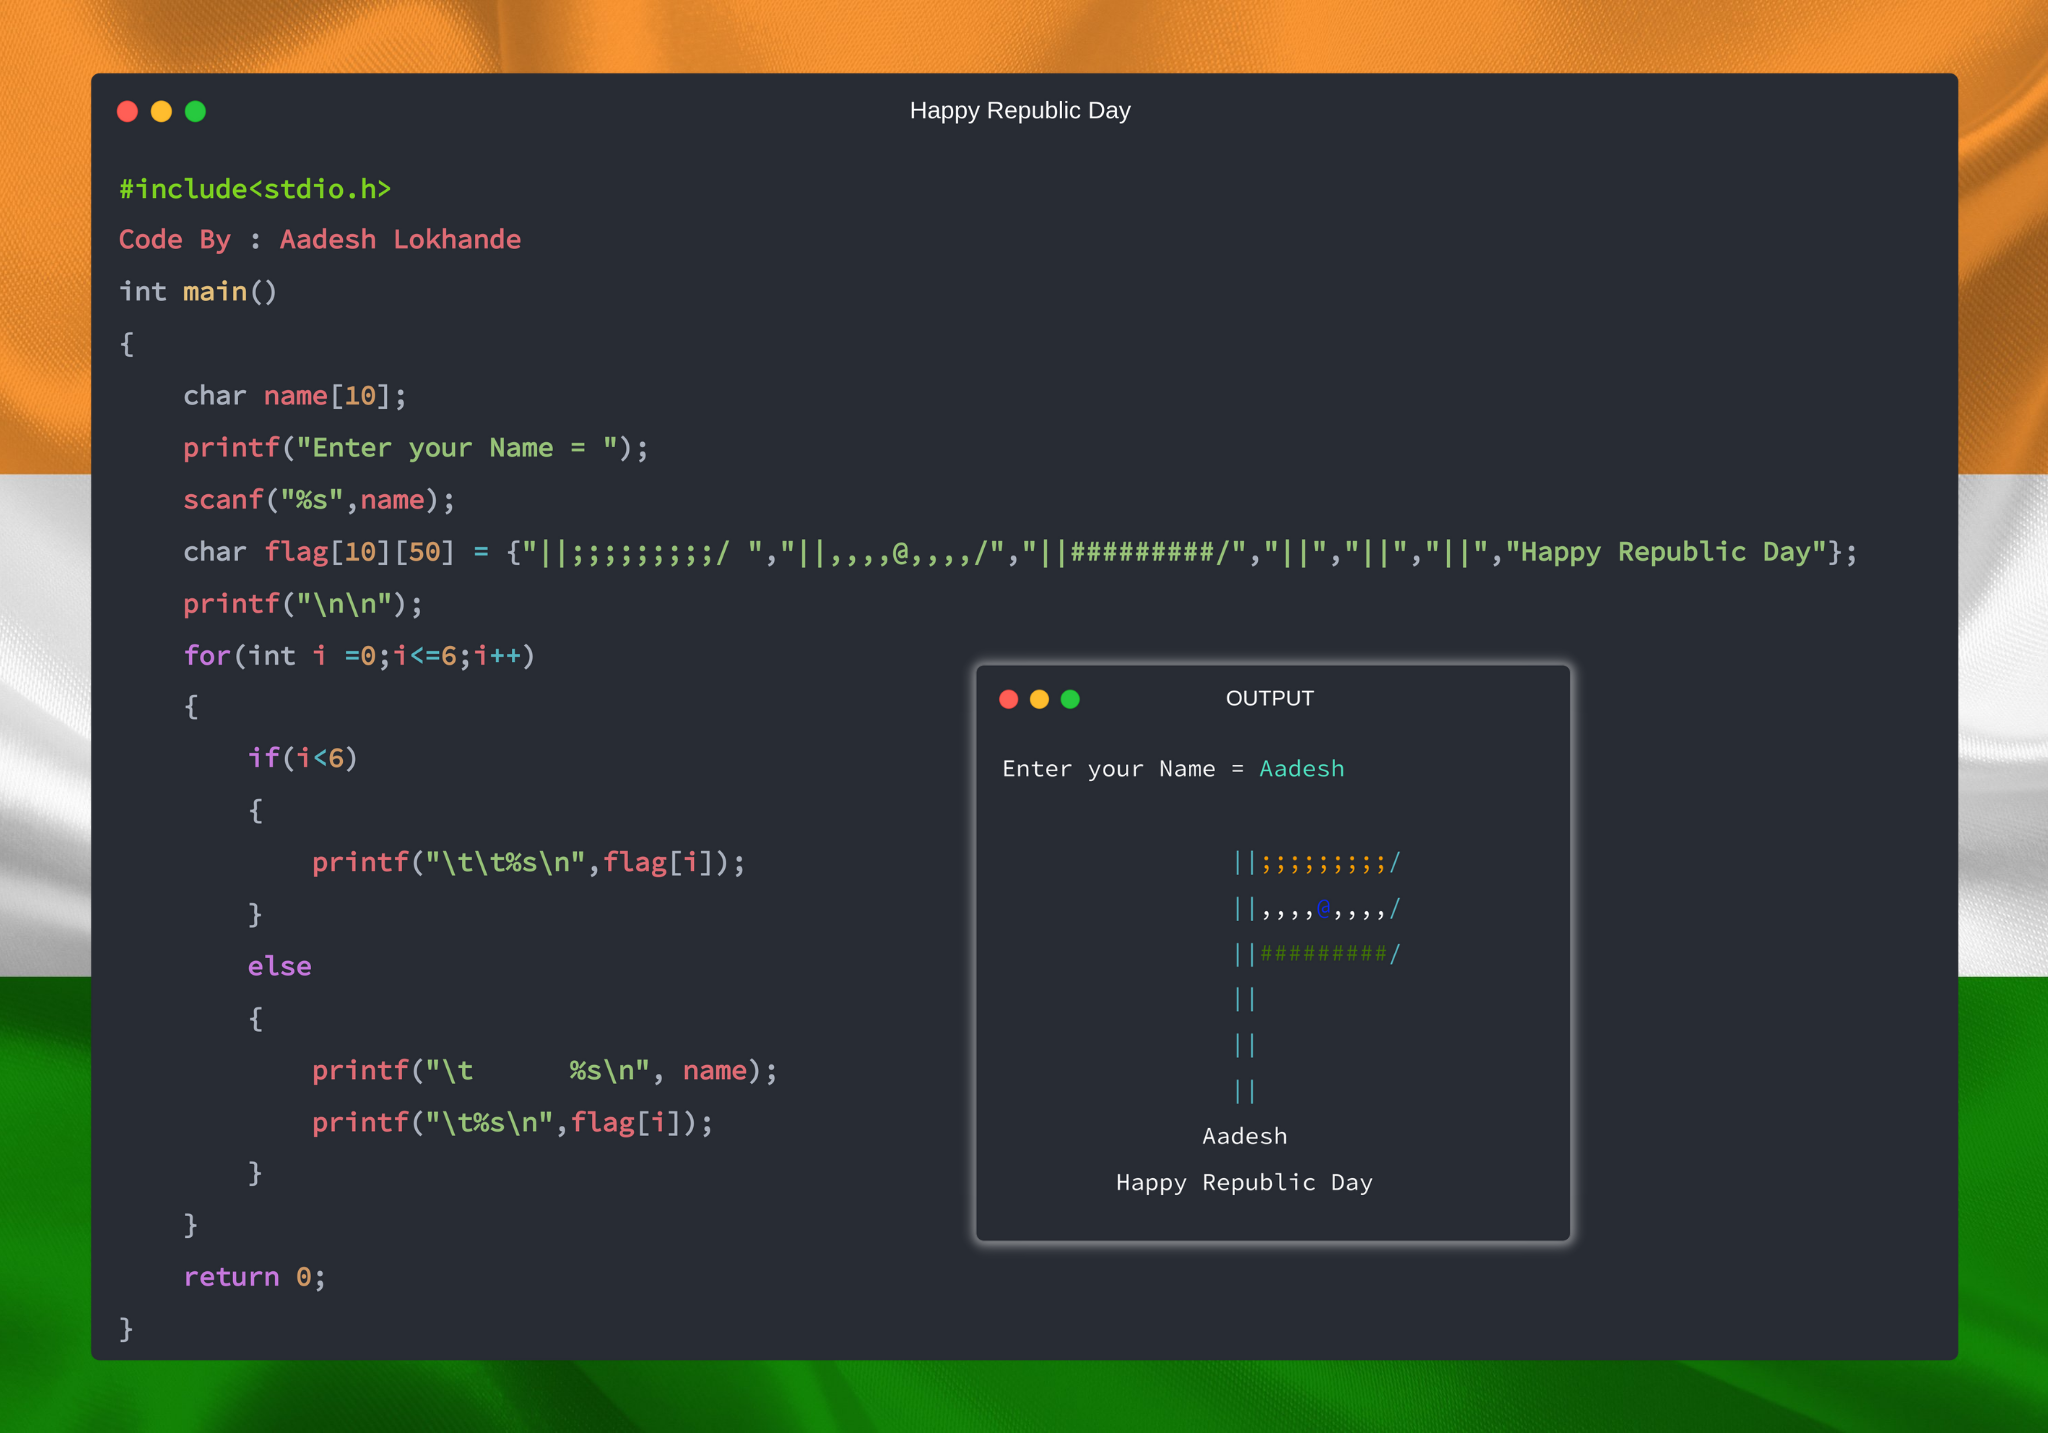 Happy Republic Day
#include<stdio.h>
Code By : Aadesh Lokhande
int main()
{
    char name[10];
    printf("Enter your Name = ");
    scanf("%s",name);
    char flag[10][50] = {"||;;;;;;;;;/ ","||,,,,@,,,,/","||#########/","||","||","||","Happy Republic Day"};
    printf("\n\n");
    for(int i =0;i<=6;i++)
    {
        if(i<6)
        {
            printf("\t\t%s\n",flag[i]);
        }
        else
        {
            printf("\t      %s\n", name);
            printf("\t%s\n",flag[i]);
        }
    }
    return 0;
}
OUTPUT
Enter your Name = Aadesh
                ||;;;;;;;;;/
                ||,,,,@,,,,/
                ||#########/
                ||
                ||
                ||
              Aadesh
        Happy Republic Day